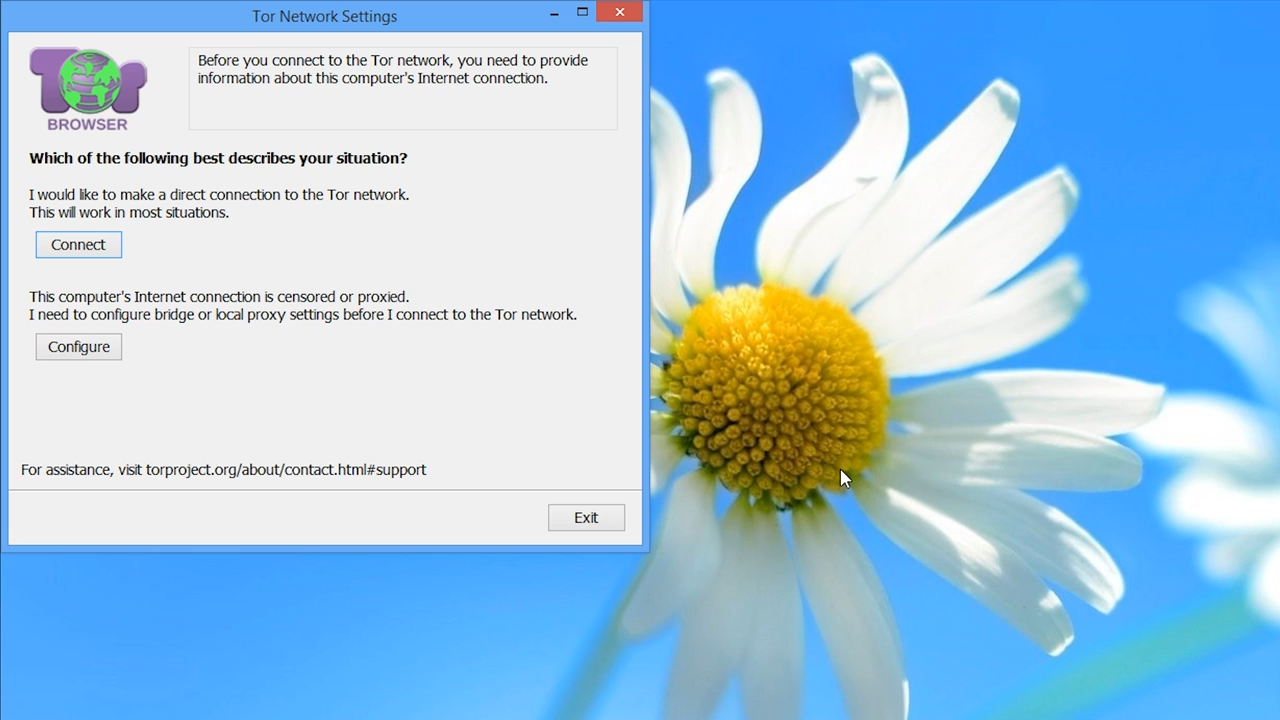 Tor Network Settings
Tor
BROWSER
Before you connect to the Tor network, you need to provide
information about this computer's Internet connection.
Which of the following best describes your situation?
I would like to make a direct connection to the Tor network.
This will work in most situations.
Connect
This computer's Internet connection is censored or proxied.
I need to configure bridge or local proxy settings before I connect to the Tor network.
Configure
For assistance, visit torproject.org/about/contact.html#support
Exit